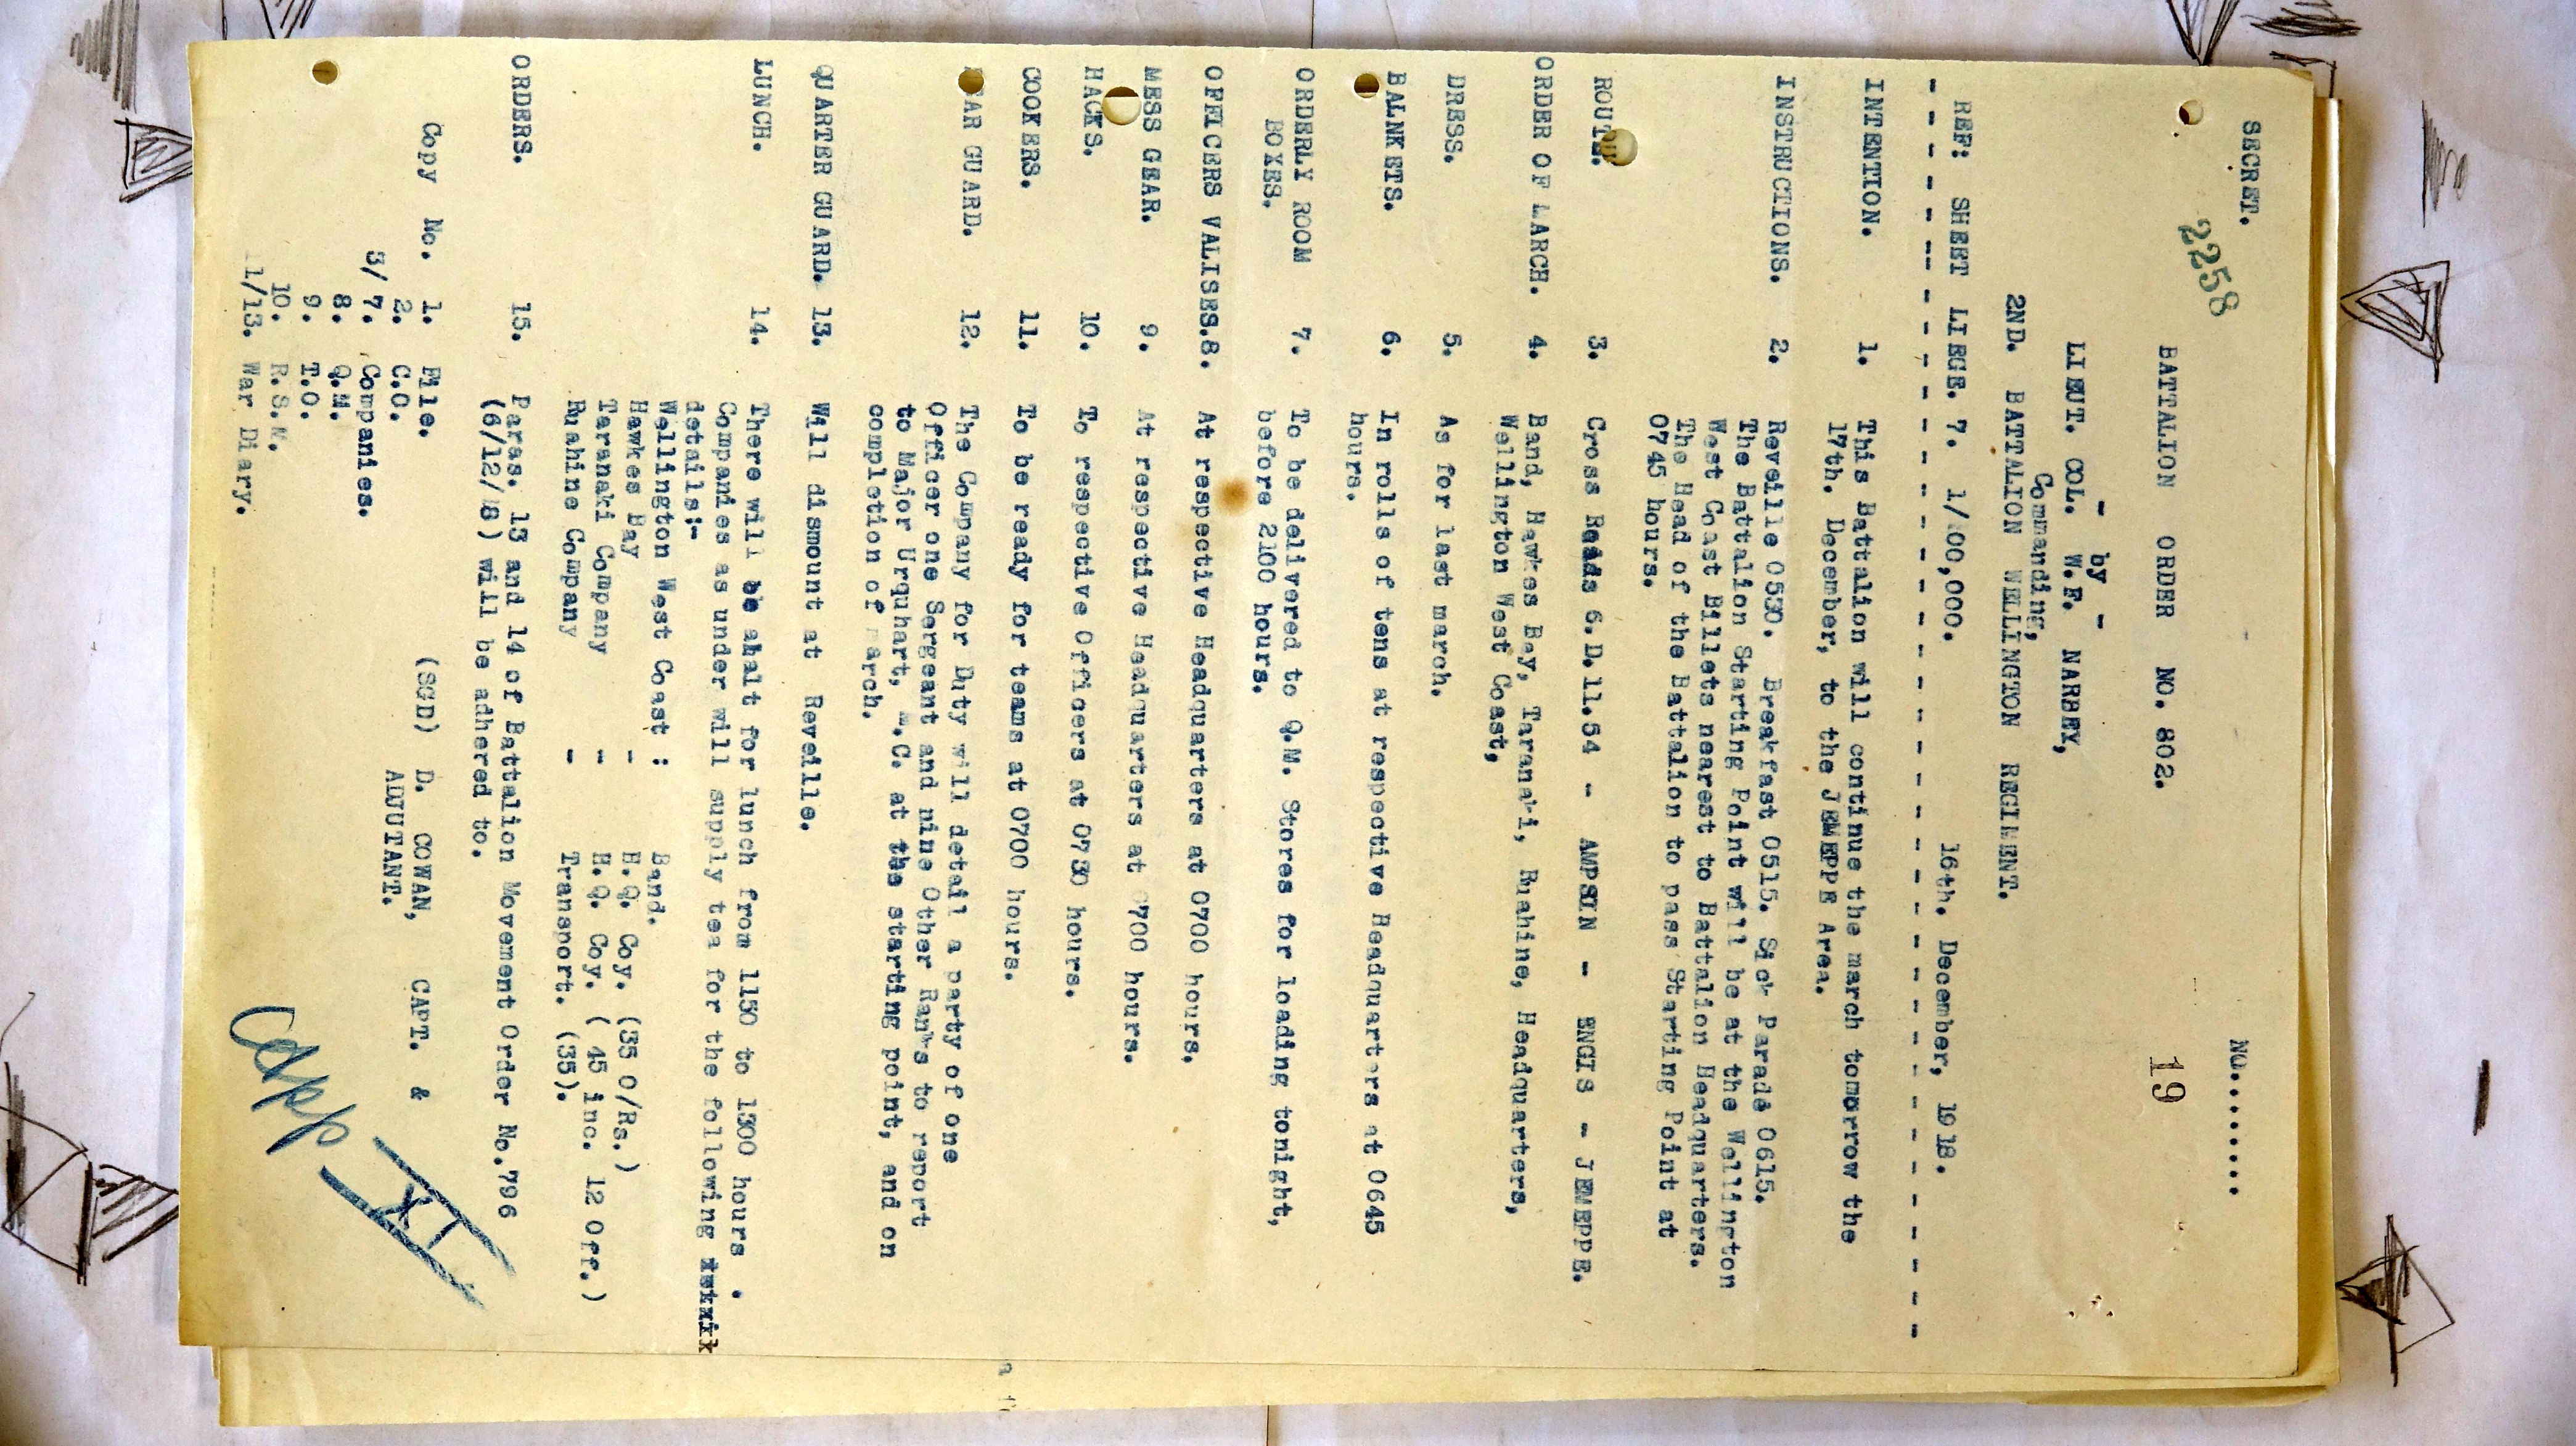 SECRET. No........
2258
BATTALION ORDER NO. 802. 19
- by -
LIEUT. COL. W.F. NARBEY,
Commanding,
2ND. BATTALION WELLINGTON REGIMENT.
REF: SHEET LIEGE. 7. 1/100,000. 16th. December, 1918.
INTENTION. 1. This Battalion will continue the march tomorrow the
17th. December, to the JEMEPPE Area.
INSTRUCTIONS. 2. Reveille 0530. Breakfast 0515. Sick Parade 0615.
The Battalion Starting Point will be at the Wellington
West Coast Billets nearest to Battalion Headquarters.
The Head of the Battalion to pass Starting Point at
0745 hours.
ROUTE. 3. Cross Roads 6.D.11.54 - AMPSIN - ENGIS - JEMEPPE.
ORDER OF MARCH. 4. Band, Hawkes Bay, Taranaki, Ruahine, Headquarters,
Wellington West Coast,
DRESS. 5. As for last march.
BALNKETS. 6. In rolls of tens at respective Headquarters at 0645
hours.
ORDERLY ROOM 7. To be delivered to Q.M. Stores for loading tonight,
BOXES. before 2100 hours.
OFFICERS VALISES.8. At respective Headquarters at 0700 hours.
MESS GEAR. 9. At respective Headquarters at 0700 hours.
HACKS. 10. To respective Officers at 0730 hours.
COOKERS. 11. To be ready for teams at 0700 hours.
REAR GUARD. 12. The Company for Duty will detail a party of one
Officer one Sergeant and nine Other Ranks to report
to Major Urquhart, M.C. at the starting point, and on
completion of march.
QUARTER GUARD. 13. Will dismount at Reveille.
LUNCH. 14. There will be ahalt for lunch from 1150 to 1300 hours .
Companies as under will supply tea for the following
details:-
Wellington West Coast : Band.
Hawkes Bay - H.Q. Coy. (35 O/Rs.)
Taranaki Company - H.Q. Coy. ( 45 inc. 12 Off.)
Ruahine Company - Transport. (35).
ORDERS. 15. Paras. 13 and 14 of Battalion Movement Order No.796
(6/12/18) will be adhered to.
(SGD) D. COWAN, CAPT. &
ADJUTANT.
Copy No. 1. File.
2. C.O.
3/ 7. Companies.
8. Q.M.
9. T.O.
10. R.S.M.
11/13. War Diary.
App XI